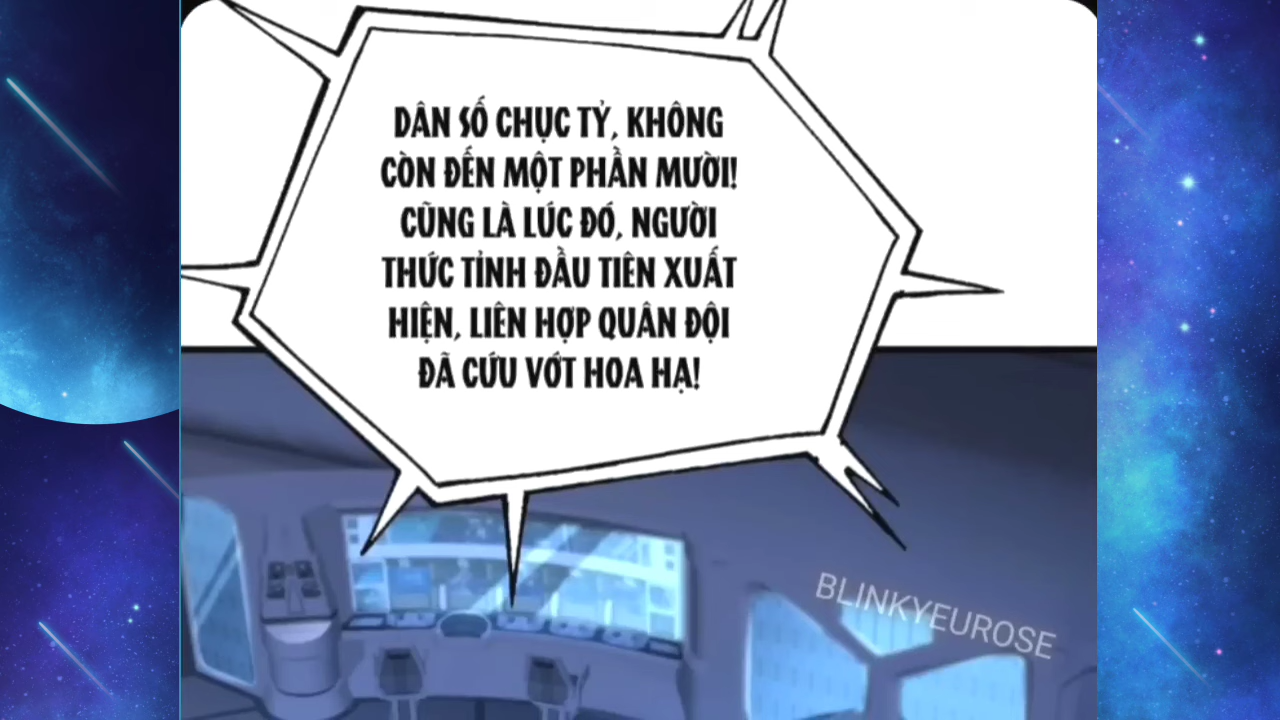 DÂN SỐ CHỤC TỶ, KHÔNG
CÒN ĐẾN MỘT PHẦN MƯỜI!
CŨNG LÀ LÚC ĐÓ, NGƯỜI
THỨC TỈNH ĐẦU TIÊN XUẤT
HIỆN, LIÊN HỢP QUÂN ĐỘI
ĐÃ CỨU VỚT HOA HẠ!
BLINKYEUROSE